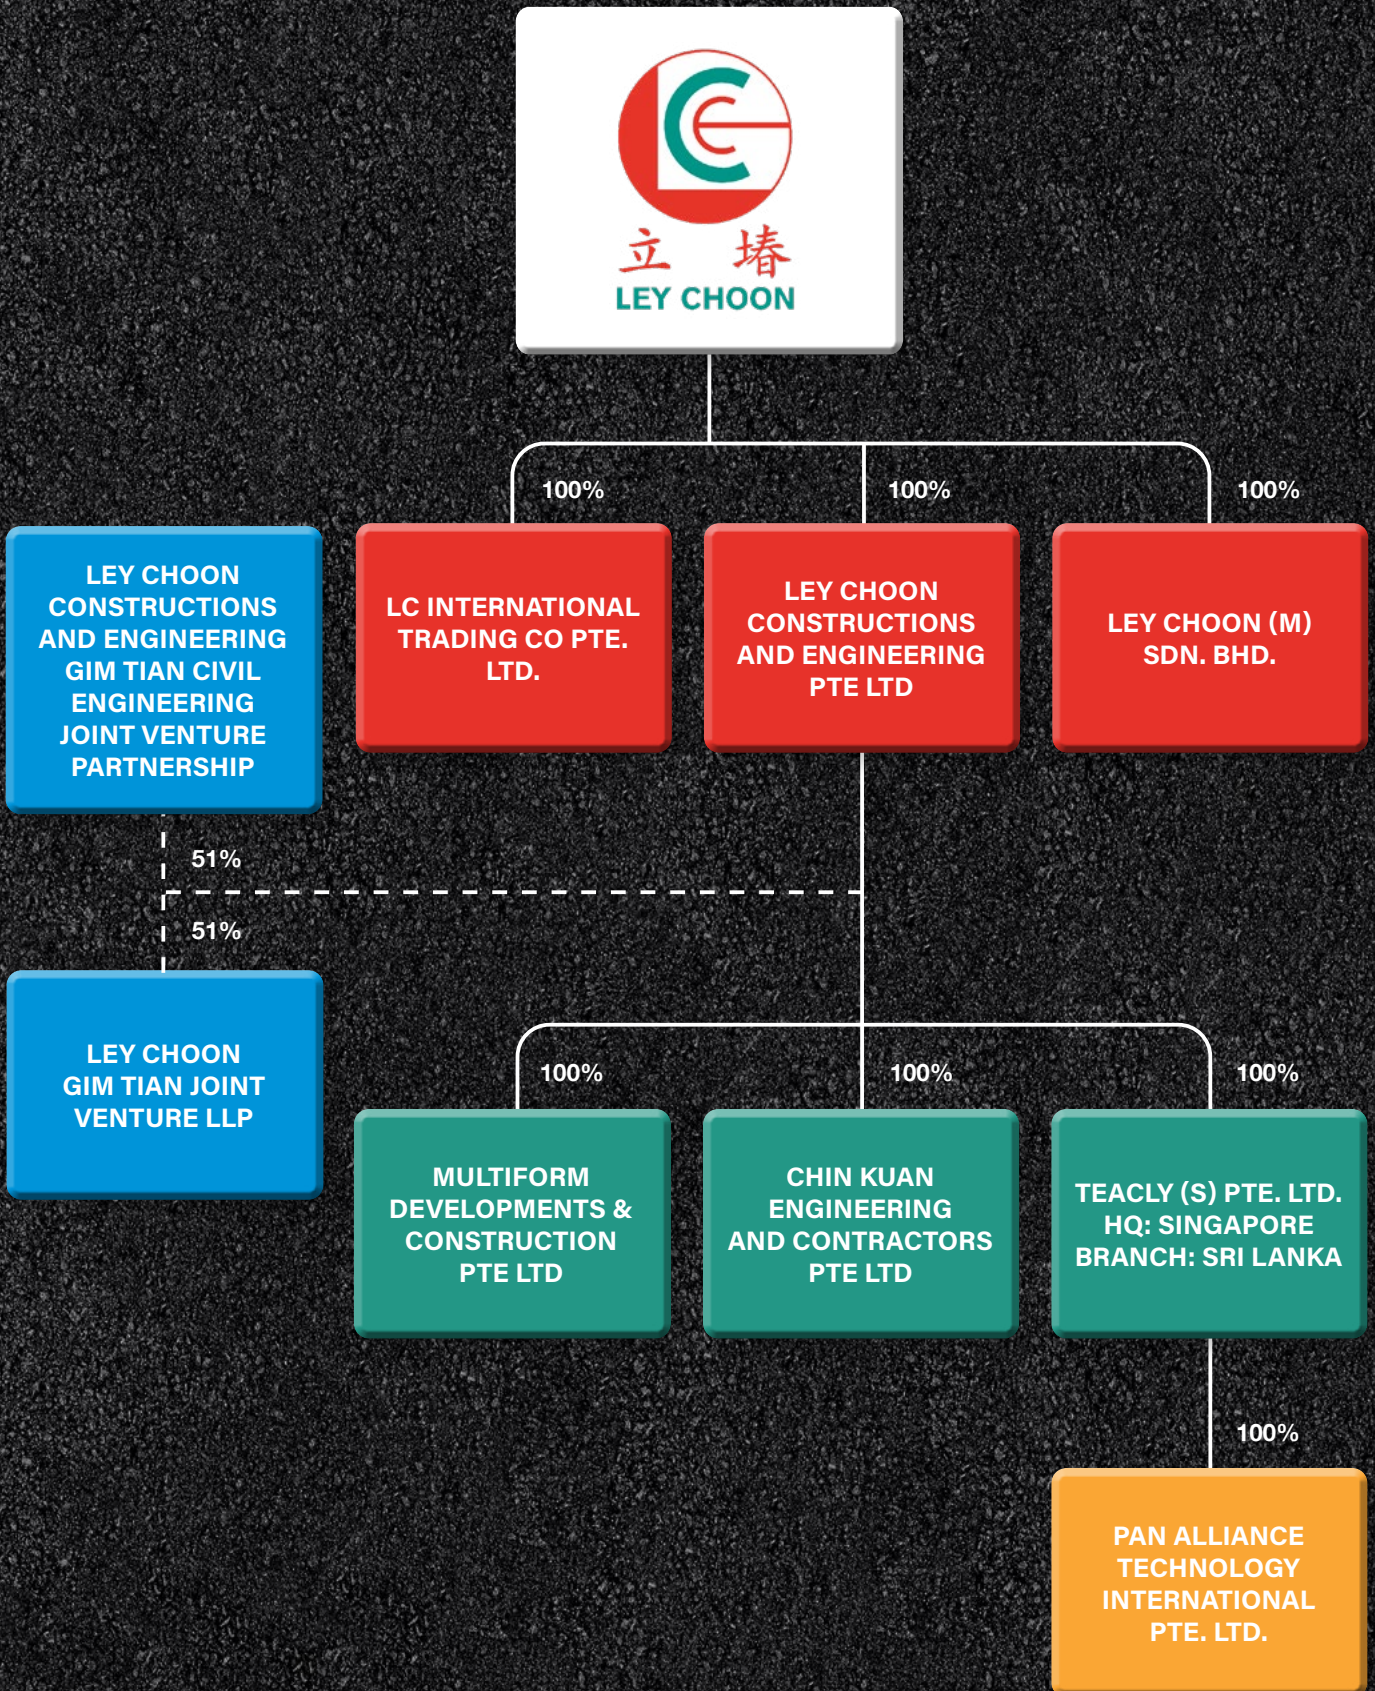 立 堾
LEY CHOON
100%
100%
100%
LEY CHOON
CONSTRUCTIONS
AND ENGINEERING
GIM TIAN CIVIL
ENGINEERING
JOINT VENTURE
PARTNERSHIP
LC INTERNATIONAL
TRADING CO PTE.
LTD.
LEY CHOON
CONSTRUCTIONS
AND ENGINEERING
PTE LTD
LEY CHOON (M)
SDN. BHD.
51%
51%
LEY CHOON
GIM TIAN JOINT
VENTURE LLP
100%
100%
100%
MULTIFORM
DEVELOPMENTS &
CONSTRUCTION
PTE LTD
CHIN KUAN
ENGINEERING
AND CONTRACTORS
PTE LTD
TEACLY (S) PTE. LTD.
HQ: SINGAPORE
BRANCH: SRI LANKA
100%
PAN ALLIANCE
TECHNOLOGY
INTERNATIONAL
PTE. LTD.